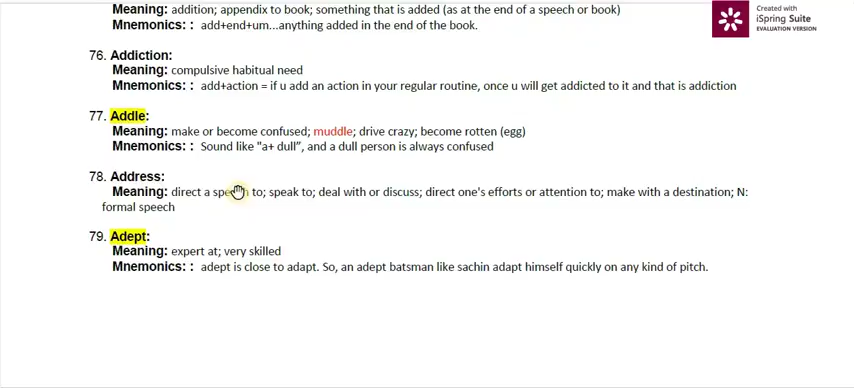 Meaning: addition; appendix to book; something that is added (as at the end of a speech or book)
Mnemonics: : add+end+um...anything added in the end of the book.
Created with
iSpring Suite
EVALUATION VERSION
76. Addiction:
Meaning: compulsive habitual need
Mnemonics: : add+action = if u add an action in your regular routine, once u will get addicted to it and that is addiction
77. Addle:
Meaning: make or become confused; muddle; drive crazy; become rotten (egg)
Mnemonics: : Sound like "a+ dull”, and a dull person is always confused
78. Address:
Meaning: direct a speech to; speak to; deal with or discuss; direct one's efforts or attention to; make with a destination; N:
formal speech
79. Adept:
Meaning: expert at; very skilled
Mnemonics: : adept is close to adapt. So, an adept batsman like sachin adapt himself quickly on any kind of pitch.